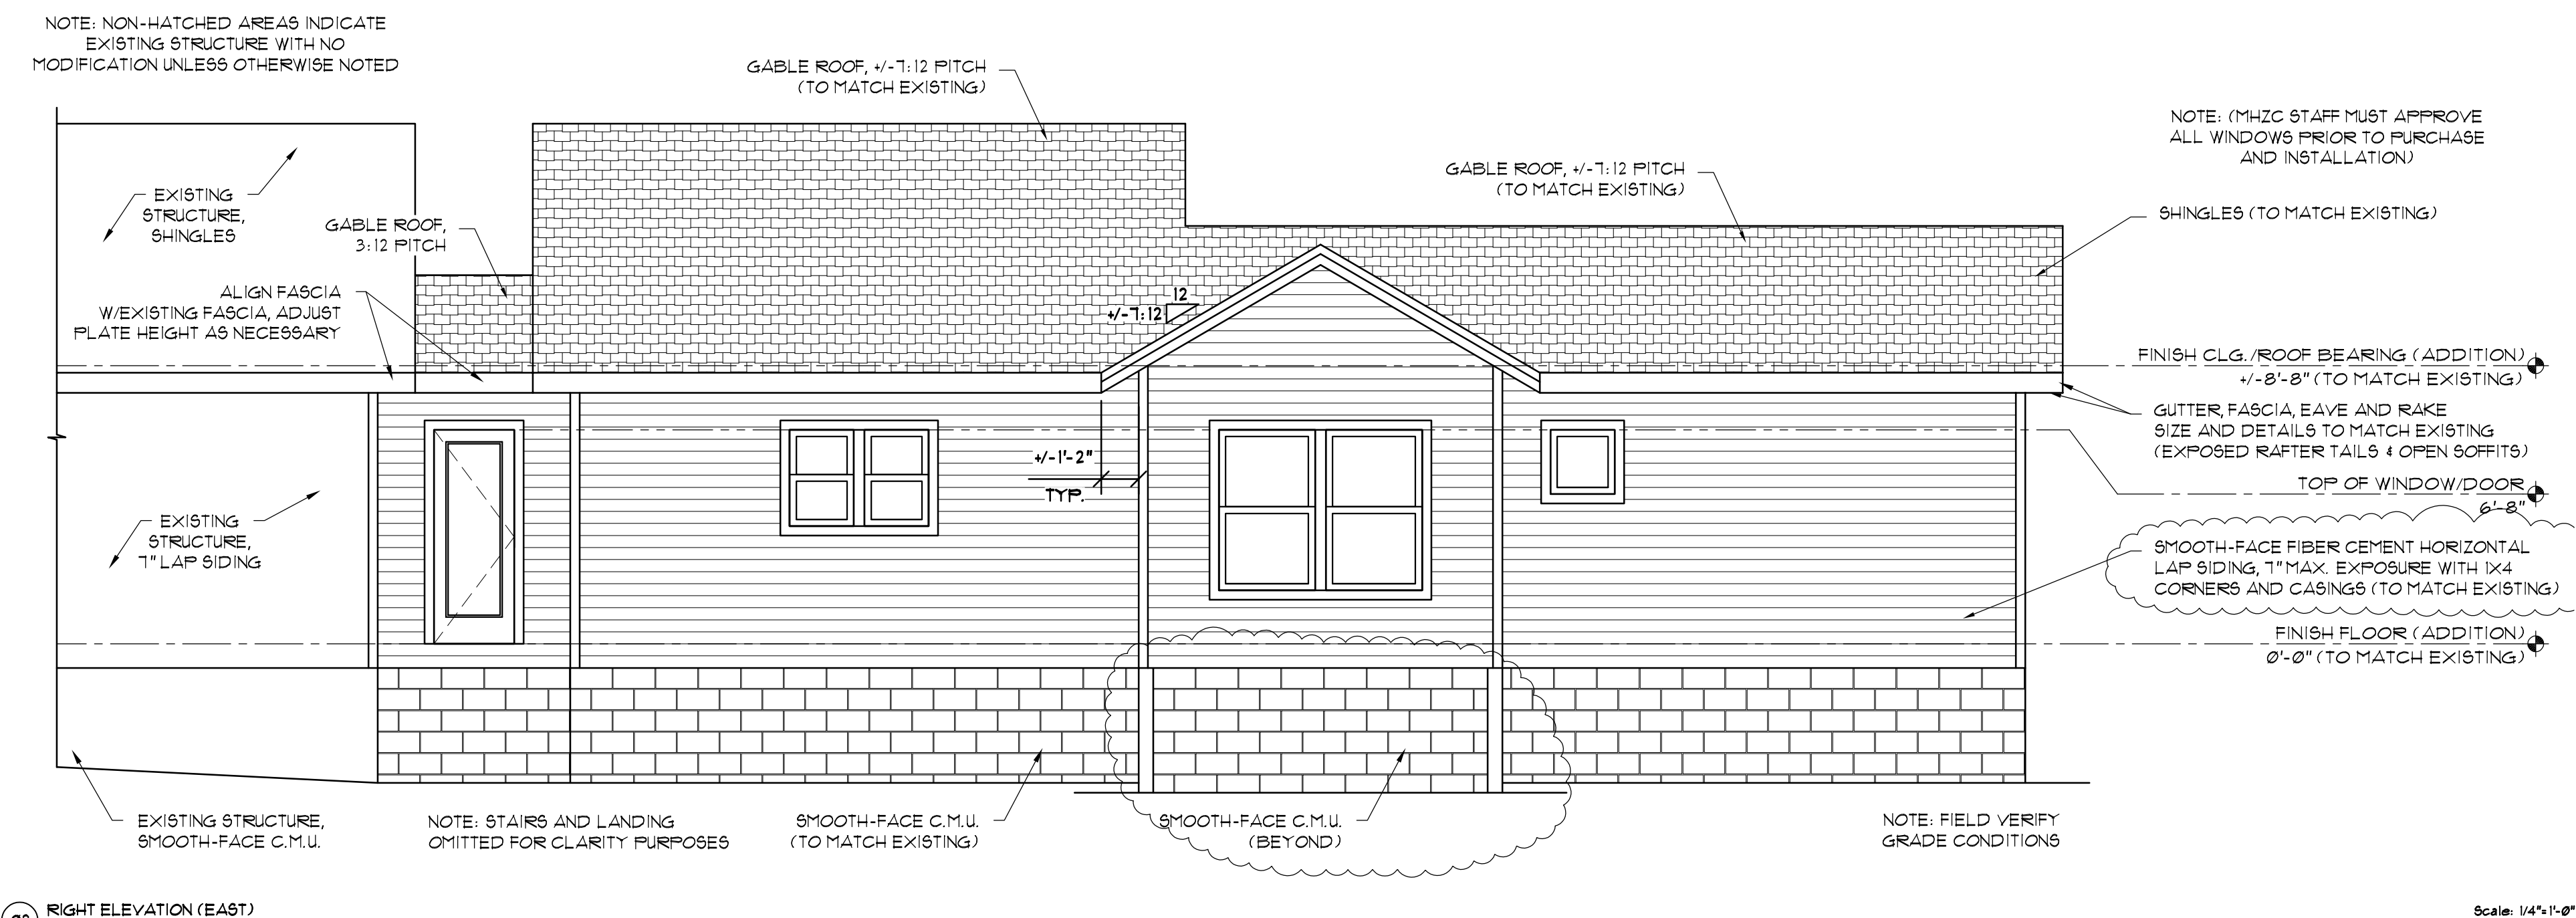 NOTE: NON-HATCHED AREAS INDICATE
EXISTING STRUCTURE WITH NO
MODIFICATION UNLESS OTHERWISE NOTED
GABLE ROOF, +/-7:12 PITCH
(TO MATCH EXISTING)
NOTE: (MHZC STAFF MUST APPROVE
ALL WINDOWS PRIOR TO PURCHASE
AND INSTALLATION)
GABLE ROOF, +/-7:12 PITCH
(TO MATCH EXISTING)
EXISTING
STRUCTURE,
SHINGLES
GABLE ROOF,
3:12 PITCH
SHINGLES (TO MATCH EXISTING)
ALIGN FASCIA
W/EXISTING FASCIA, ADJUST
PLATE HEIGHT AS NECESSARY
12
+/-7:12
FINISH CLG./ROOF BEARING (ADDITION)
+/-8'-8" (TO MATCH EXISTING)
GUTTER, FASCIA, EAVE AND RAKE
SIZE AND DETAILS TO MATCH EXISTING
(EXPOSED RAFTER TAILS & OPEN SOFFITS)
+/-1'-2"
TYP.
TOP OF WINDOW/DOOR
6'-8"
EXISTING
STRUCTURE,
7" LAP SIDING
SMOOTH-FACE FIBER CEMENT HORIZONTAL
LAP SIDING, 7" MAX. EXPOSURE WITH 1X4
CORNERS AND CASINGS (TO MATCH EXISTING)
FINISH FLOOR (ADDITION)
0'-0" (TO MATCH EXISTING)
EXISTING STRUCTURE,
SMOOTH-FACE C.M.U.
NOTE: STAIRS AND LANDING
OMITTED FOR CLARITY PURPOSES
SMOOTH-FACE C.M.U.
(TO MATCH EXISTING)
SMOOTH-FACE C.M.U.
(BEYOND)
NOTE: FIELD VERIFY
GRADE CONDITIONS
RIGHT ELEVATION (EAST)
Scale: 1/4"=1'-0"